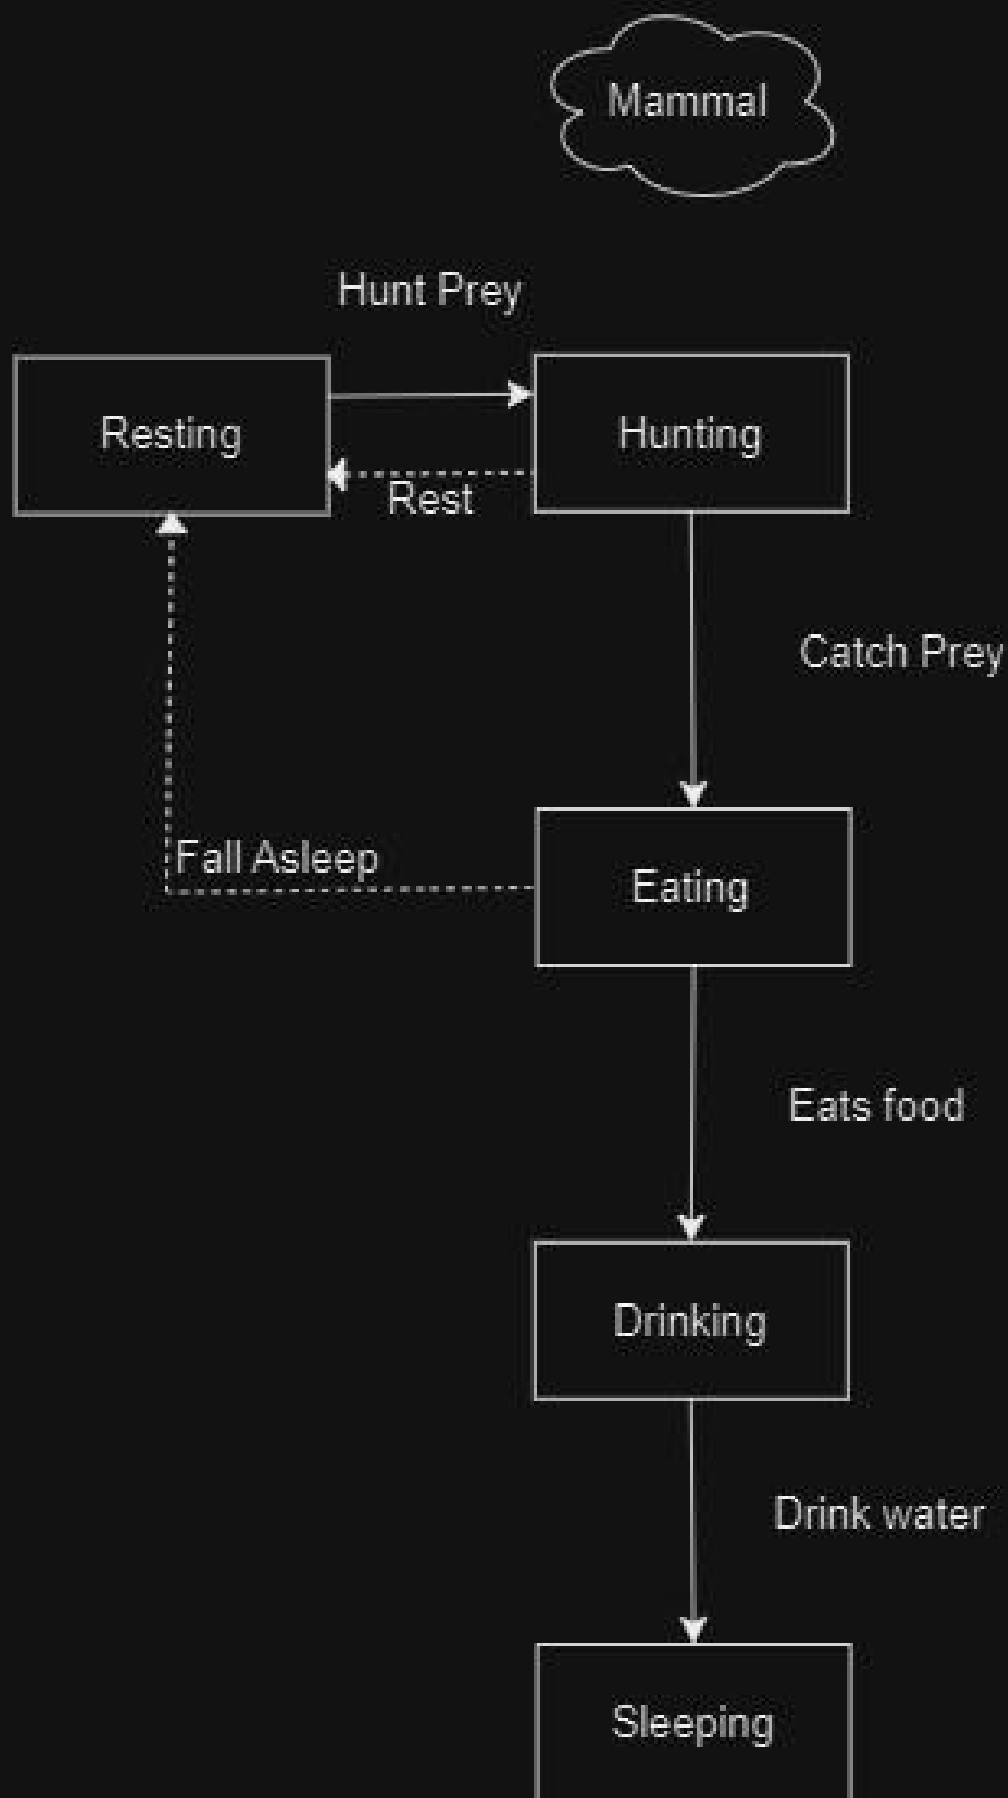 Mammal
Hunt Prey
Resting
Hunting
Rest
Catch Prey
Fall Asleep
Eating
Eats food
Drinking
Drink water
Sleeping